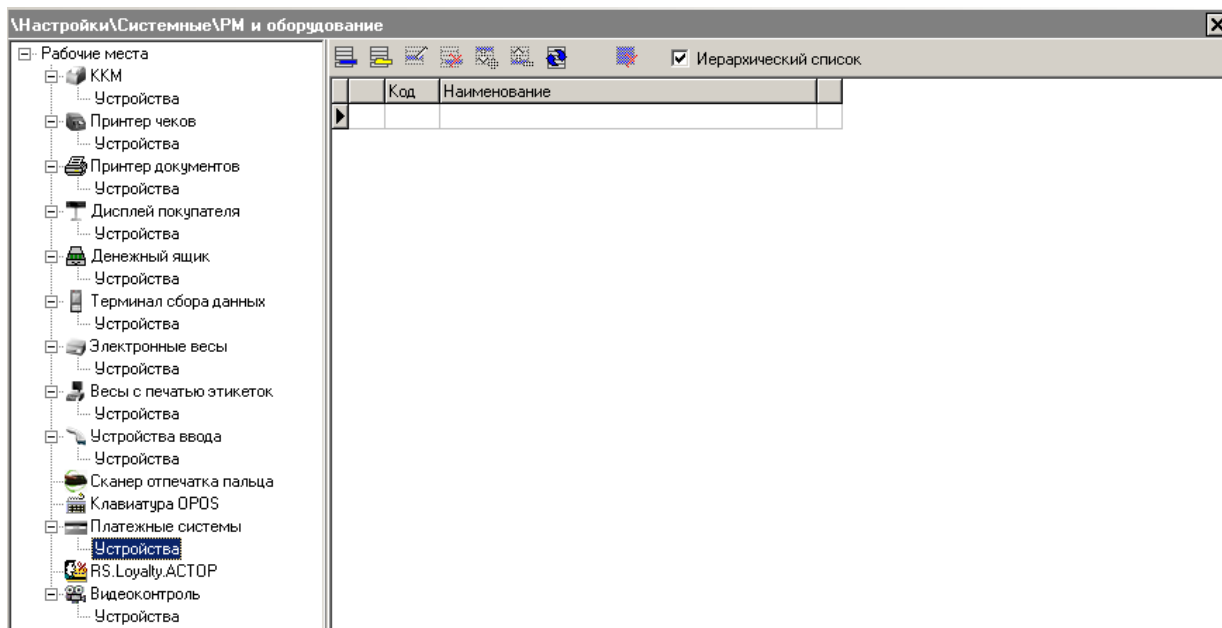 \Настройки\Системные\РМ и оборудование
Рабочие места
ККМ
Устройства
Принтер чеков
Устройства
Принтер документов
Устройства
Дисплей покупателя
Устройства
Денежный ящик
Устройства
Терминал сбора данных
Устройства
Электронные весы
Устройства
Весы с печатью этикеток
Устройства
Устройства ввода
Устройства
Сканер отпечатка пальца
Клавиатура OPOS
Платежные системы
Устройства
RS.Loyalty.АСТОР
Видеоконтроль
Устройства
Иерархический список
Код Наименование